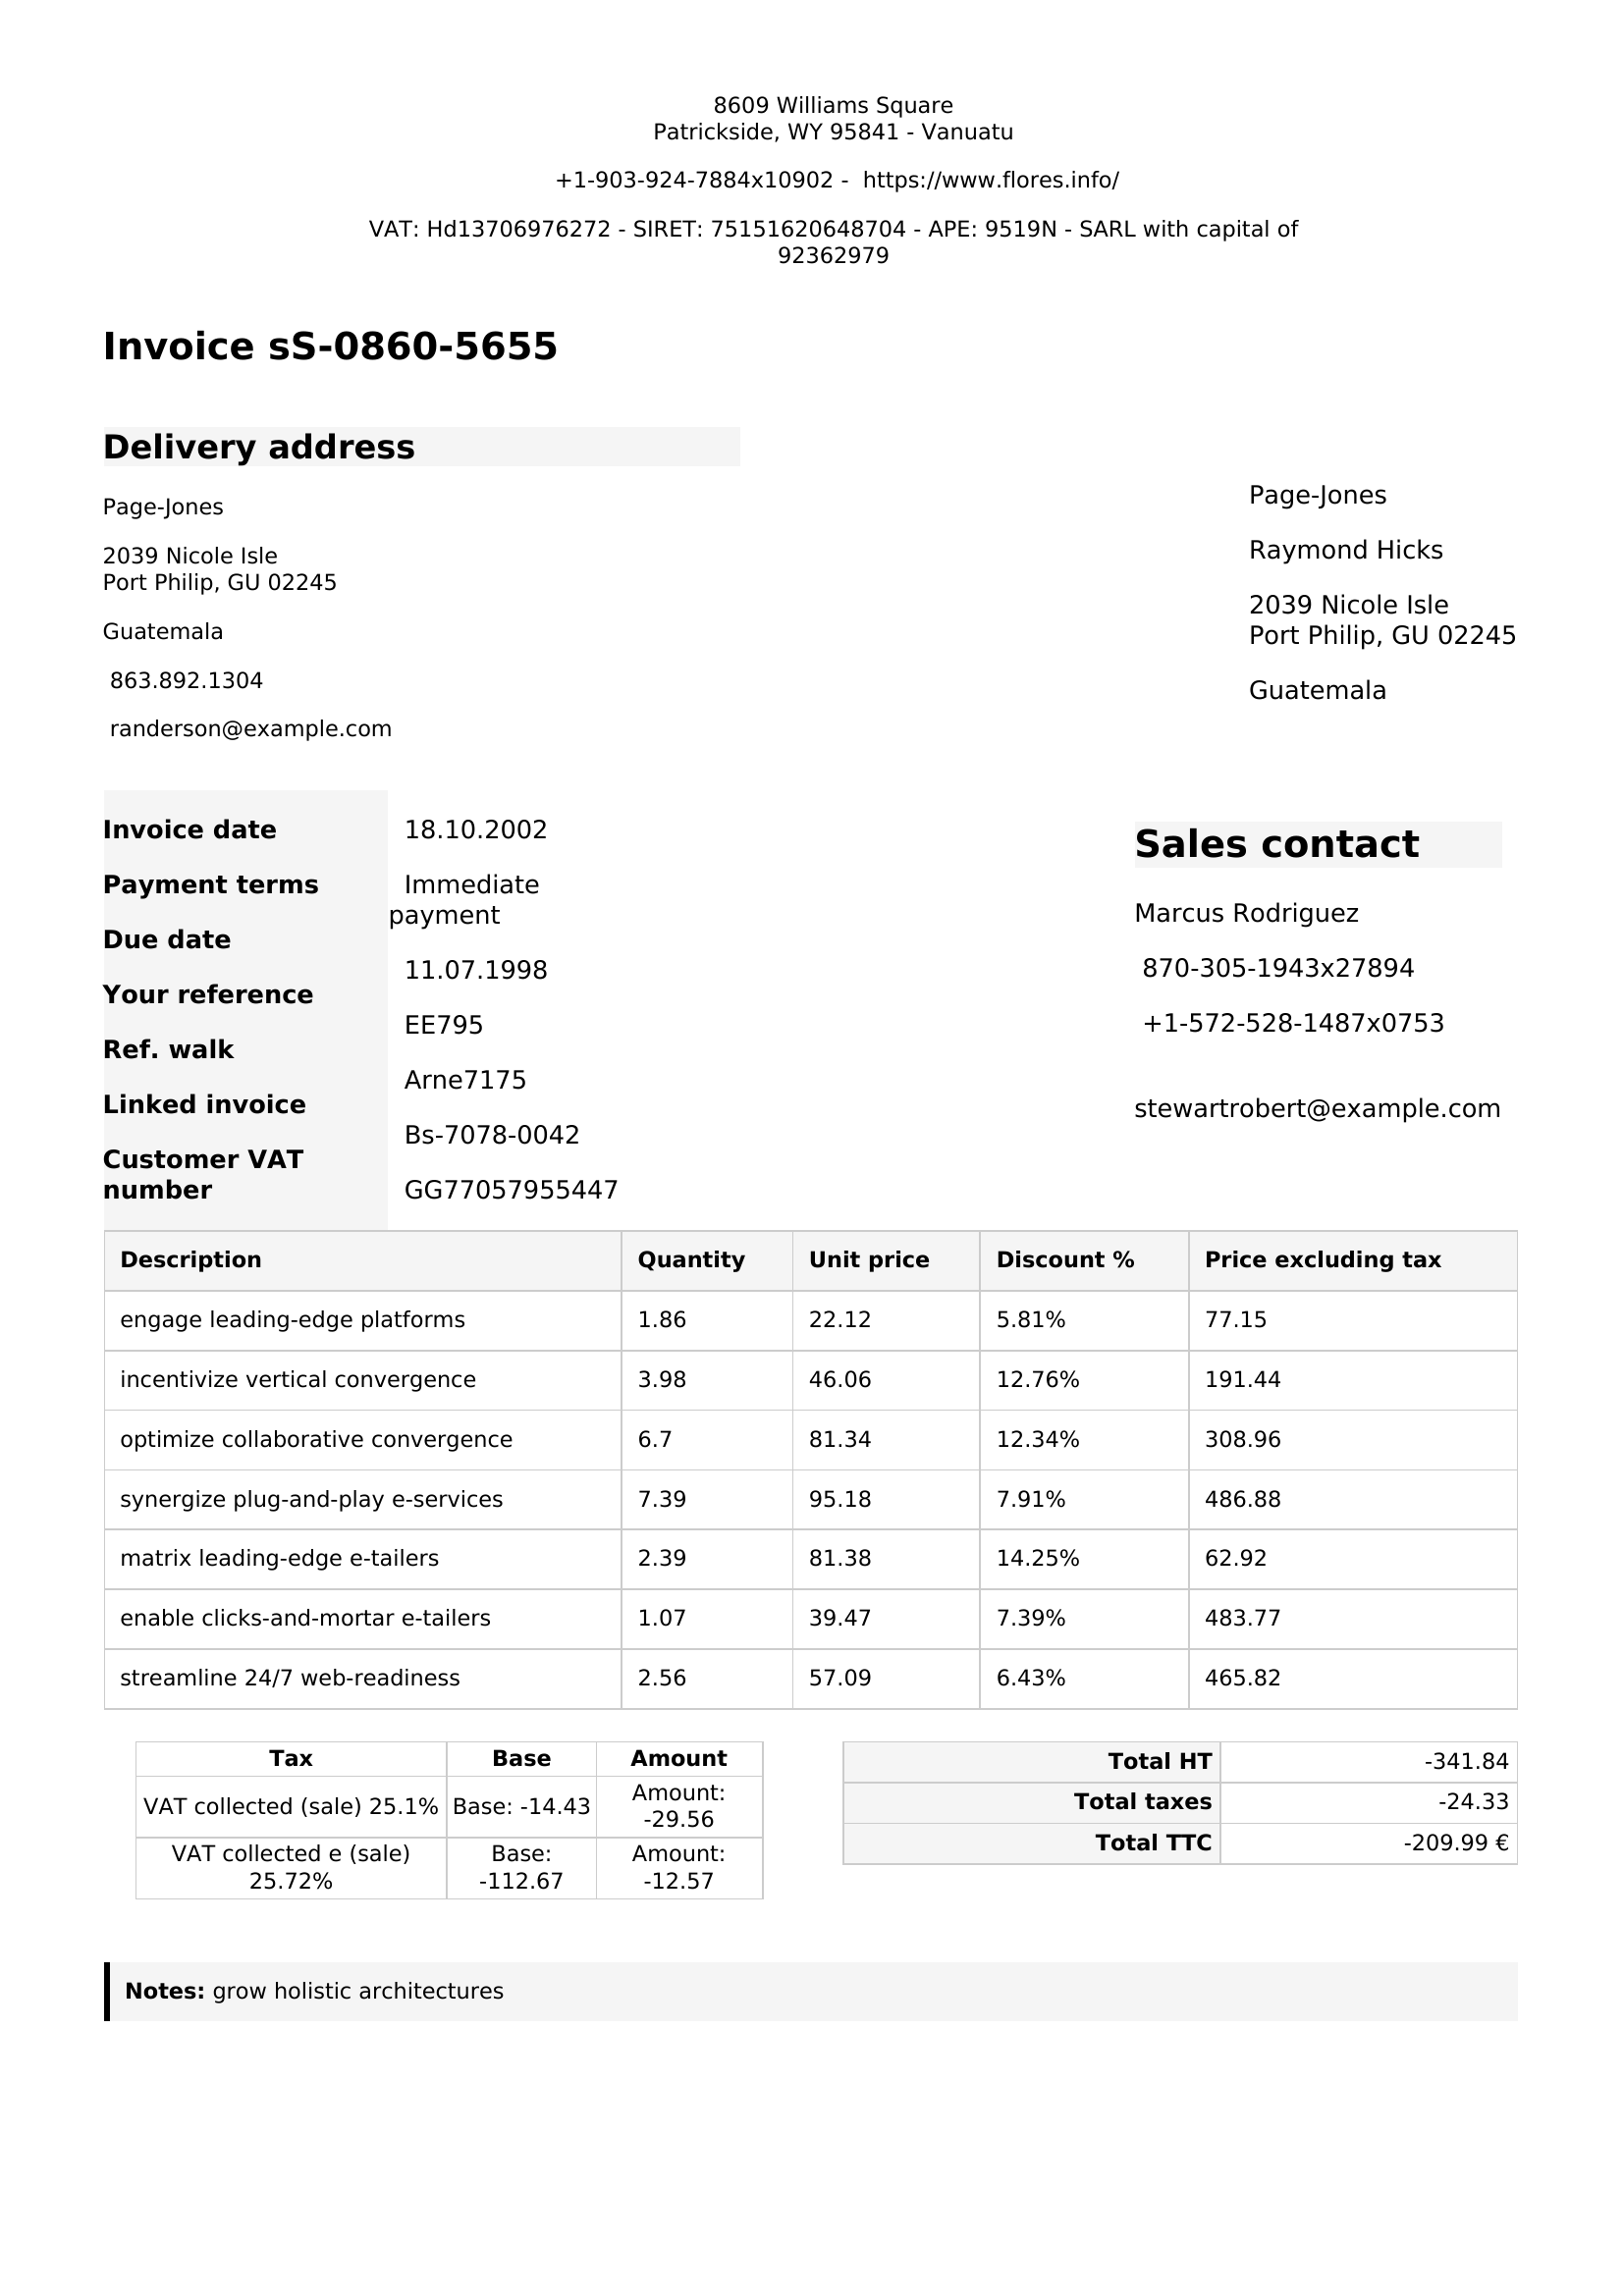 8609 Williams Square
Patrickside, WY 95841 - Vanuatu
+1-903-924-7884x10902 - https://www.flores.info/
VAT: Hd13706976272 - SIRET: 75151620648704 - APE: 9519N - SARL with capital of
92362979
Invoice sS-0860-5655
Delivery address
Page-Jones
2039 Nicole Isle
Port Philip, GU 02245
Guatemala
863.892.1304
randerson@example.com
Page-Jones
Raymond Hicks
2039 Nicole Isle
Port Philip, GU 02245
Guatemala
Invoice date
Payment terms
Due date
Your reference
Ref. walk
Linked invoice
Customer VAT
number
18.10.2002
Immediate
payment
11.07.1998
EE795
Arne7175
Bs-7078-0042
GG77057955447
Sales contact
Marcus Rodriguez
870-305-1943x27894
+1-572-528-1487x0753
stewartrobert@example.com
Description Quantity Unit price Discount % Price excluding tax
engage leading-edge platforms 1.86 22.12 5.81% 77.15
incentivize vertical convergence 3.98 46.06 12.76% 191.44
optimize collaborative convergence 6.7 81.34 12.34% 308.96
synergize plug-and-play e-services 7.39 95.18 7.91% 486.88
matrix leading-edge e-tailers 2.39 81.38 14.25% 62.92
enable clicks-and-mortar e-tailers 1.07 39.47 7.39% 483.77
streamline 24/7 web-readiness 2.56 57.09 6.43% 465.82
Tax Base Amount
VAT collected (sale) 25.1% Base: -14.43 Amount:
-29.56
VAT collected e (sale) Base: Amount:
25.72% -112.67 -12.57
Total HT -341.84
Total taxes -24.33
Total TTC -209.99 €
Notes: grow holistic architectures